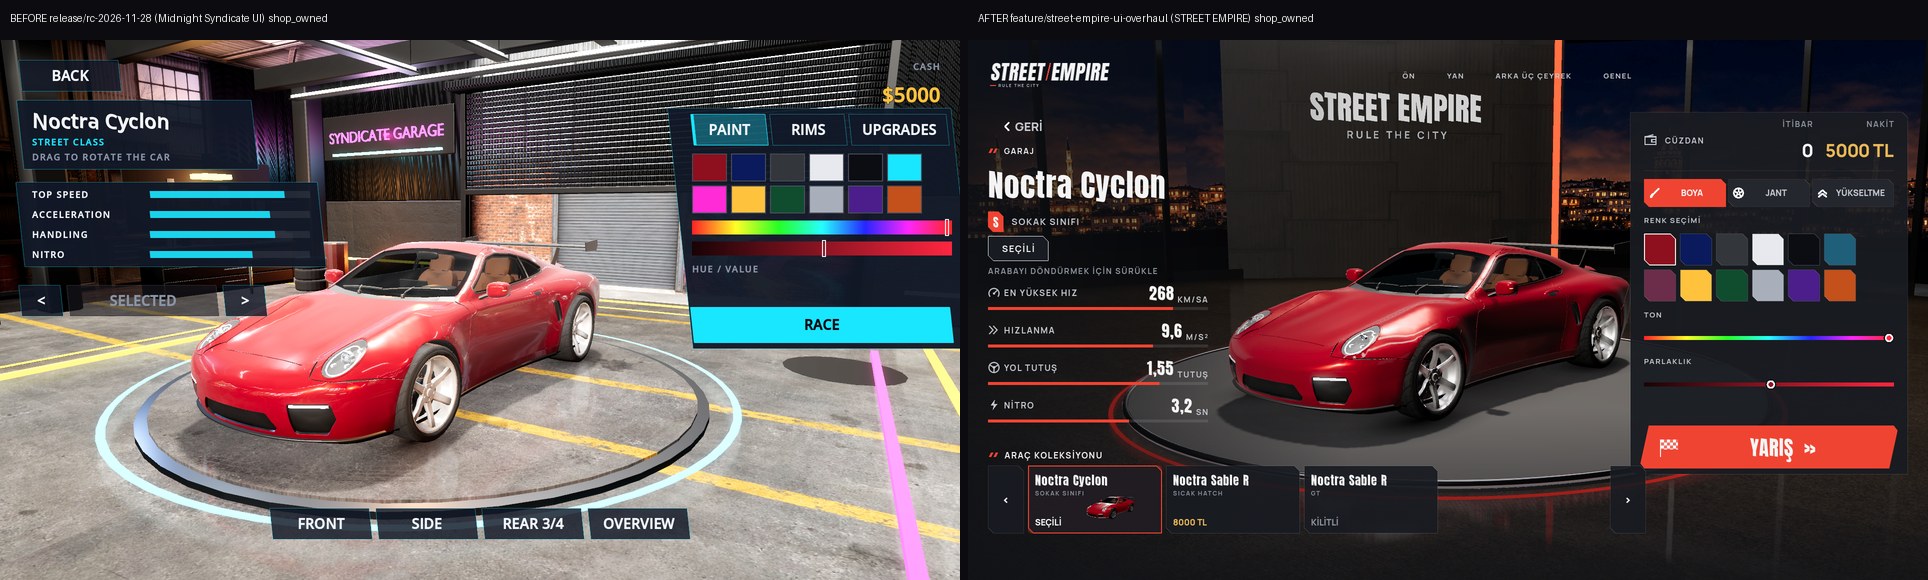 BEFORE release/rc-2026-11-28 (Midnight Syndicate UI) shop_owned
BACK
Noctra Cyclon
STREET CLASS
DRAG TO ROTATE THE CAR
TOP SPEED
ACCELERATION
HANDLING
NITRO
<
SELECTED
>
SYNDICATE GARAGE
CASH
$5000
PAINT
RIMS
UPGRADES
HUE / VALUE
RACE
FRONT
SIDE
REAR 3/4
OVERVIEW
AFTER feature/street-empire-ui-overhaul (STREET EMPIRE) shop_owned
STREET/EMPIRE
RULE THE CITY
ÖN
YAN
ARKA ÜÇ ÇEYREK
GENEL
STREET EMPIRE
RULE THE CITY
GERİ
GARAJ
Noctra Cyclon
S SOKAK SINIFI
SEÇİLİ
ARABAYI DÖNDÜRMEK İÇİN SÜRÜKLE
EN YÜKSEK HIZ 268 KM/SA
HIZLANMA 9,6 M/S²
YOL TUTUŞ 1,55 TUTUŞ
NİTRO 3,2 SN
ARAÇ KOLEKSİYONU
Noctra Cyclon
SOKAK SINIFI
SEÇİLİ
Noctra Sable R
SICAK HATCH
8000 TL
Noctra Sable R
GT
KİLİTLİ
CÜZDAN
İTİBAR
0
NAKİT
5000 TL
BOYA
JANT
YÜKSELTME
RENK SEÇİMİ
TON
PARLAKLIK
YARIŞ